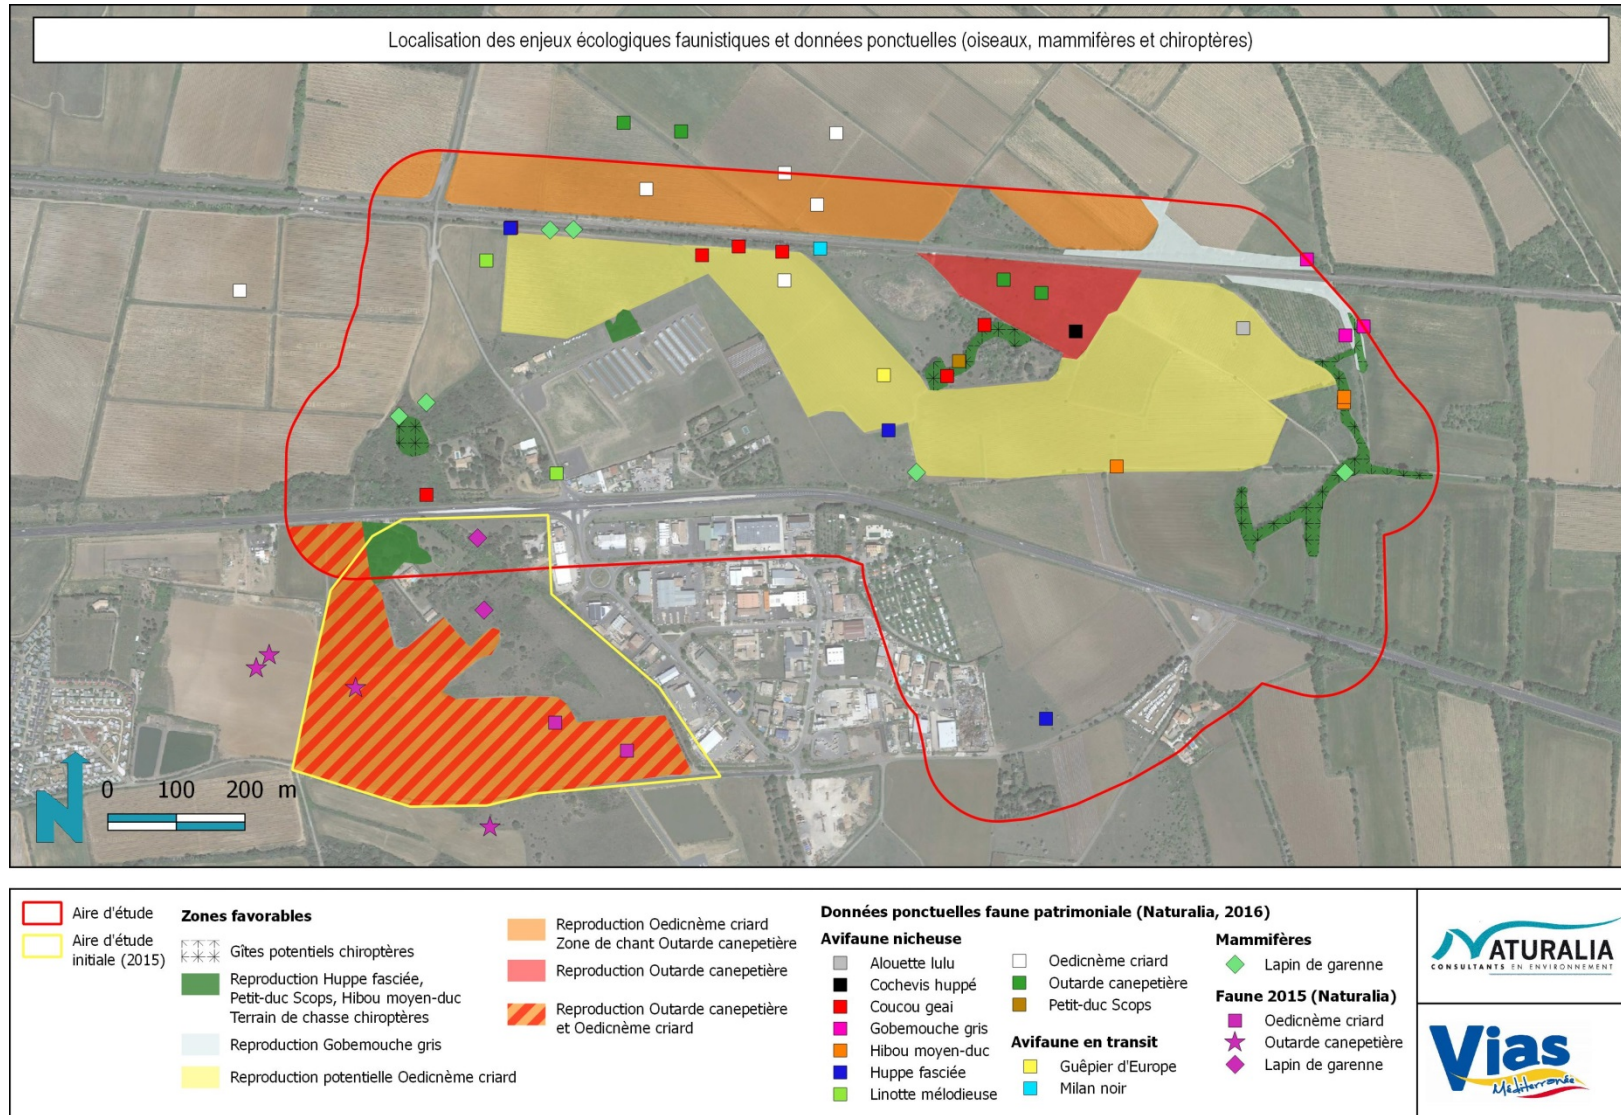 Localisation des enjeux écologiques faunistiques et données ponctuelles (oiseaux, mammifères et chiroptères)
N
0 100 200 m
Aire d'étude
Aire d'étude
initiale (2015)
Zones favorables
Gîtes potentiels chiroptères
Reproduction Huppe fasciée,
Petit-duc Scops, Hibou moyen-duc
Terrain de chasse chiroptères
Reproduction Gobemouche gris
Reproduction potentielle Oedicnème criard
Reproduction Oedicnème criard
Zone de chant Outarde canepetière
Reproduction Outarde canepetière
Reproduction Outarde canepetière
et Oedicnème criard
Données ponctuelles faune patrimoniale (Naturalia, 2016)
Avifaune nicheuse
Alouette lulu
Cochevis huppé
Coucou geai
Gobemouche gris
Hibou moyen-duc
Huppe fasciée
Linotte mélodieuse
Oedicnème criard
Outarde canepetière
Petit-duc Scops
Avifaune en transit
Guêpier d'Europe
Milan noir
Mammifères
Lapin de garenne
Faune 2015 (Naturalia)
Oedicnème criard
Outarde canepetière
Lapin de garenne
NATURALIA
CONSULTANTS EN ENVIRONNEMENT
Vias
Méditerranée